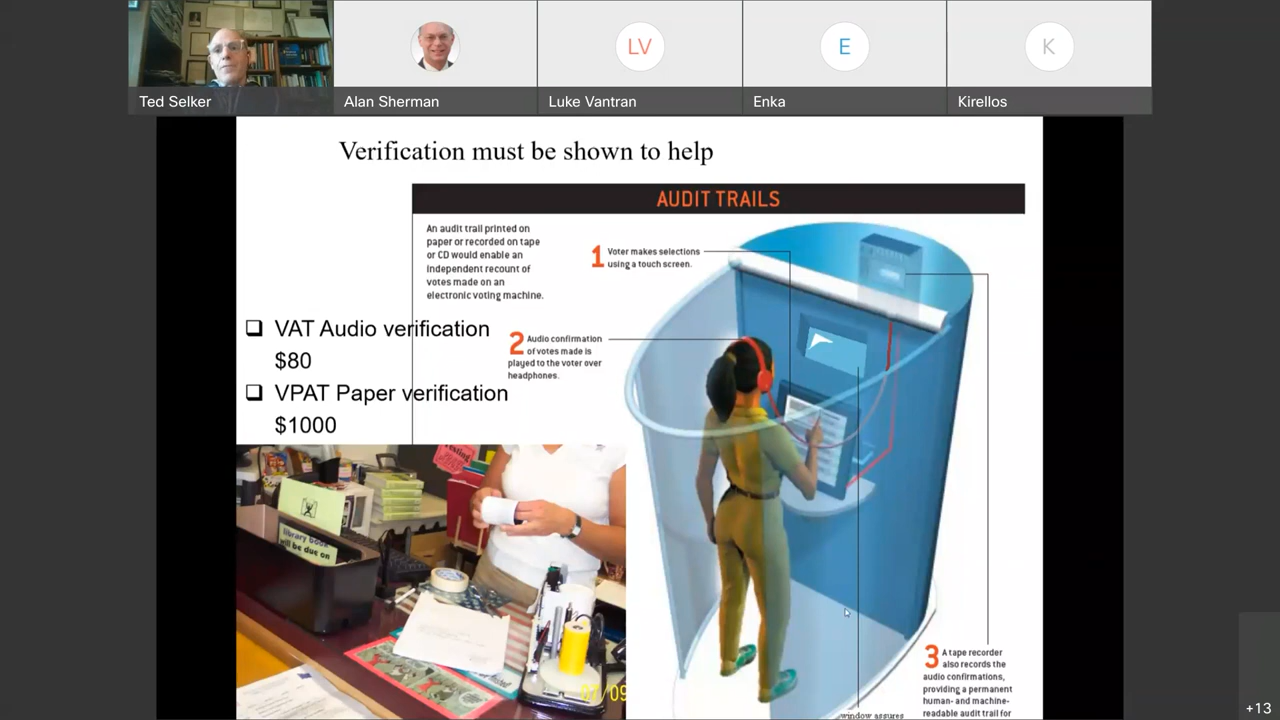 LV
E
K
Ted Selker
Alan Sherman
Luke Vantran
Enka
Kirellos
Verification must be shown to help
AUDIT TRAILS
An audit trail printed on
paper or recorded on tape
or CD would enable an
independent recount of
votes made on an
electronic voting machine.
1 Voter makes selections
using a touch screen.
❑ VAT Audio verification
$80
❑ VPAT Paper verification
$1000
2 Audio confirmation
of votes made is
played to the voter over
headphones.
library book
will be due on
07/09
3 A tape recorder
also records the
audio confirmations,
providing a permanent
human- and machine-
readable audit trail for
window assures
+13